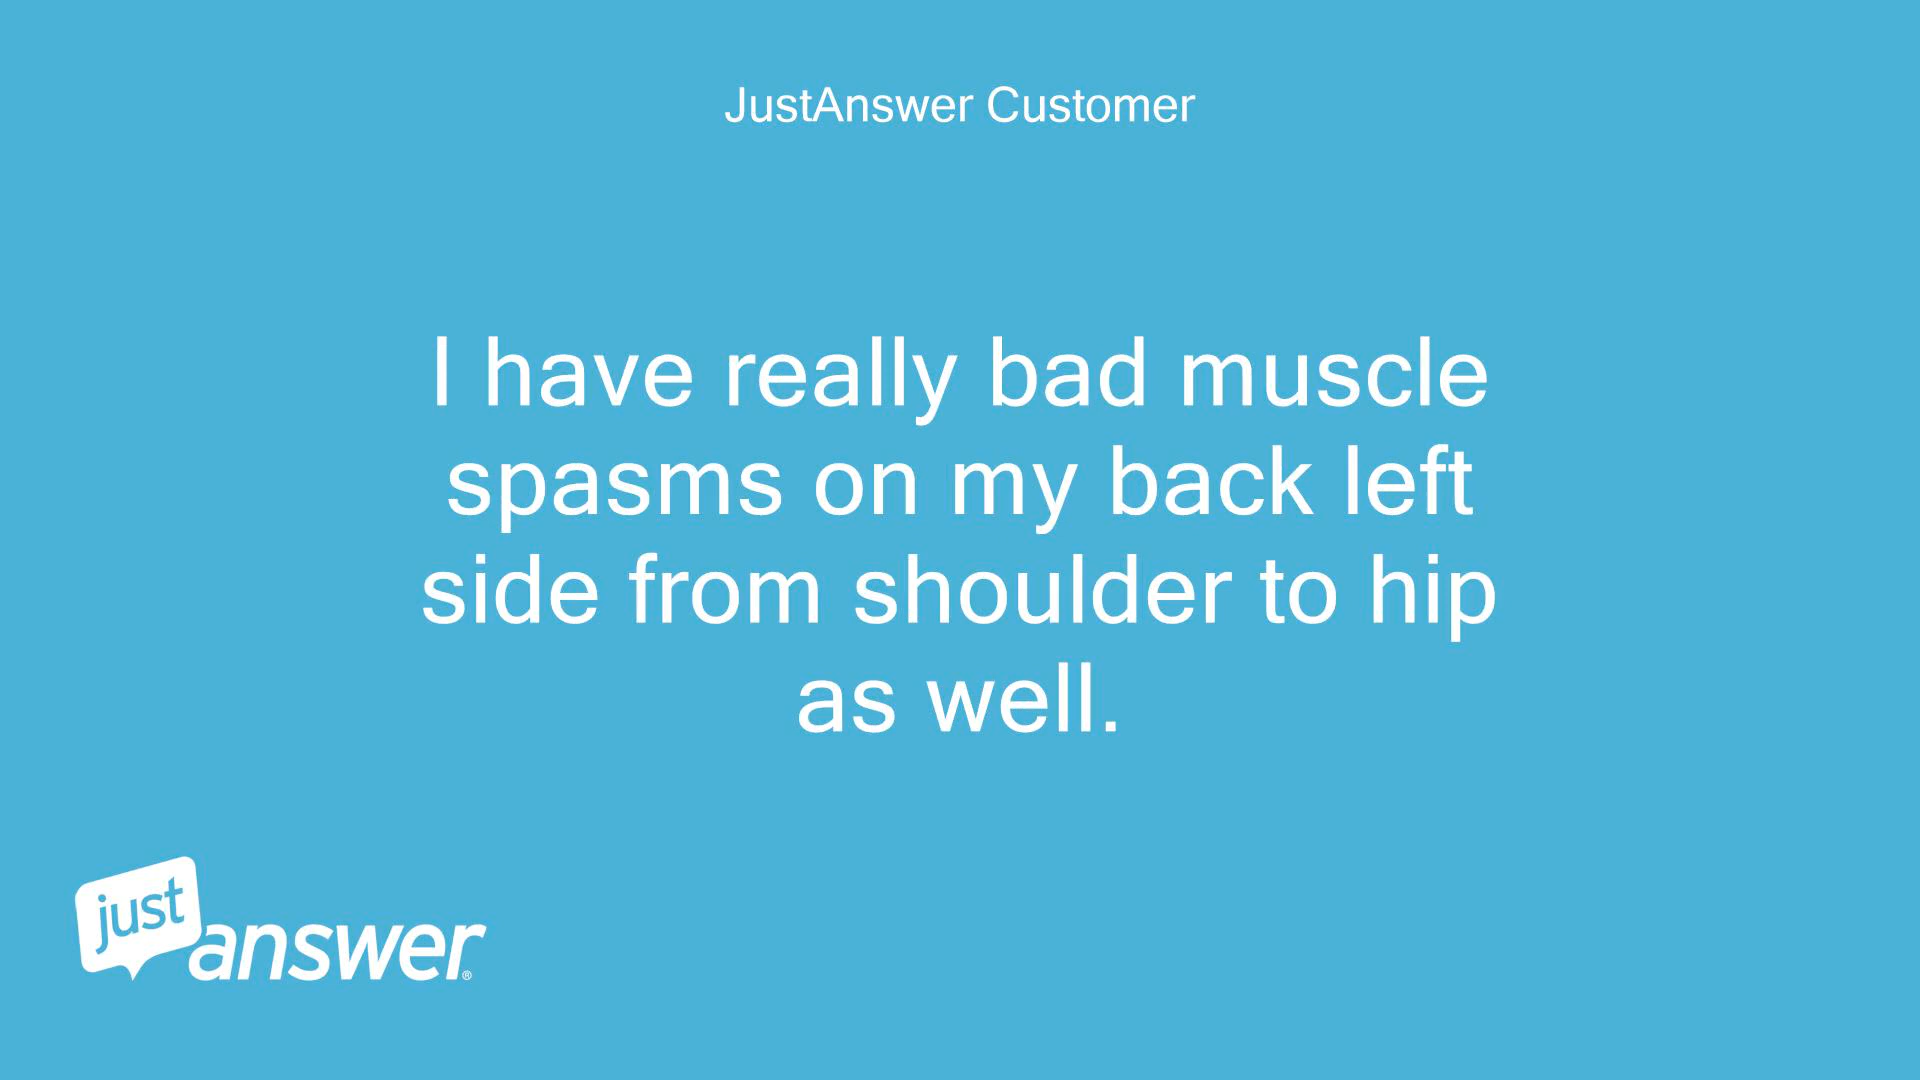 JustAnswer Customer
I have really bad muscle
spasms on my back left
side from shoulder to hip
as well.
just
answer®